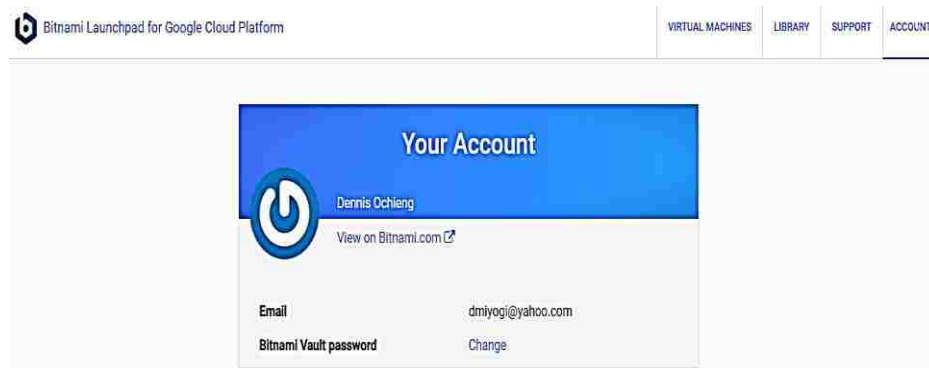 Bitnami Launchpad for Google Cloud Platform
VIRTUAL MACHINES
LIBRARY
SUPPORT
ACCOUNT
Your Account
Dennis Ochieng
View on Bitnami.com
Email dmiyogi@yahoo.com
Bitnami Vault password Change